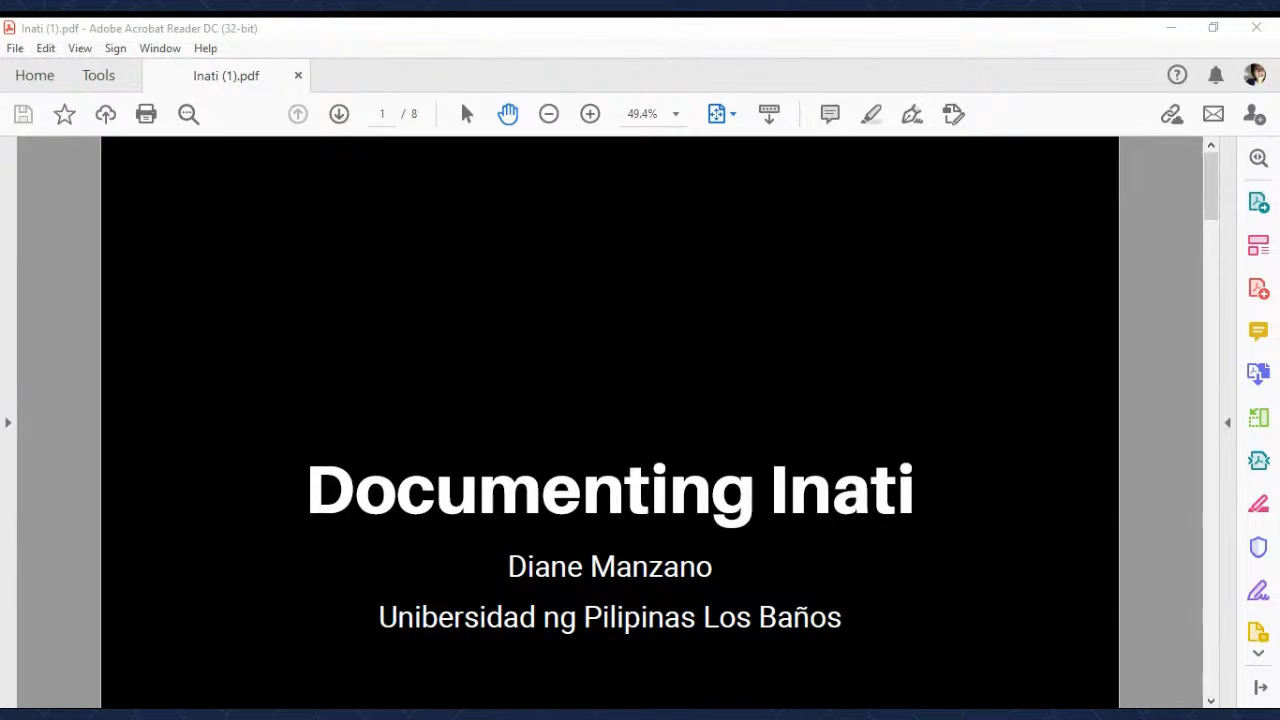 Inati (1).pdf - Adobe Acrobat Reader DC (32-bit)
File Edit View Sign Window Help
Home Tools Inati (1).pdf
1 / 8 49.4%
Documenting Inati
Diane Manzano
Unibersidad ng Pilipinas Los Baños